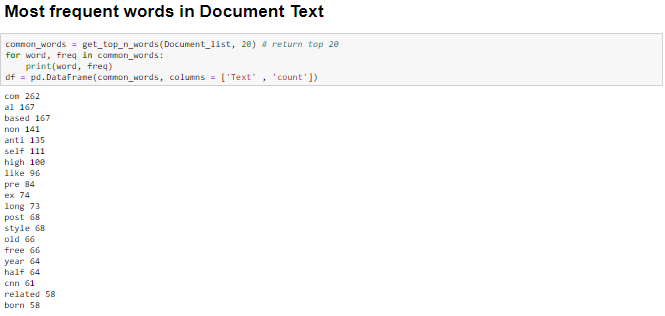 Most frequent words in Document Text
common_words = get_top_n_words(Document_list, 20) # return top 20
for word, freq in common_words:
    print(word, freq)
df = pd.DataFrame(common_words, columns = ['Text' , 'count'])
com 262
al 167
based 167
non 141
anti 135
self 111
high 100
like 96
pre 84
ex 74
long 73
post 68
style 68
old 66
free 66
year 64
half 64
cnn 61
related 58
born 58